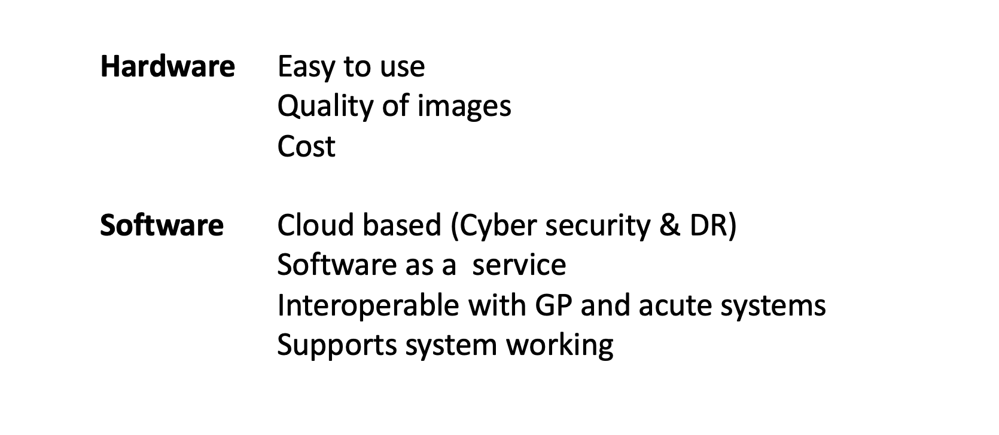 Hardware Easy to use
Quality of images
Cost
Software Cloud based (Cyber security & DR)
Software as a  service
Interoperable with GP and acute systems
Supports system working